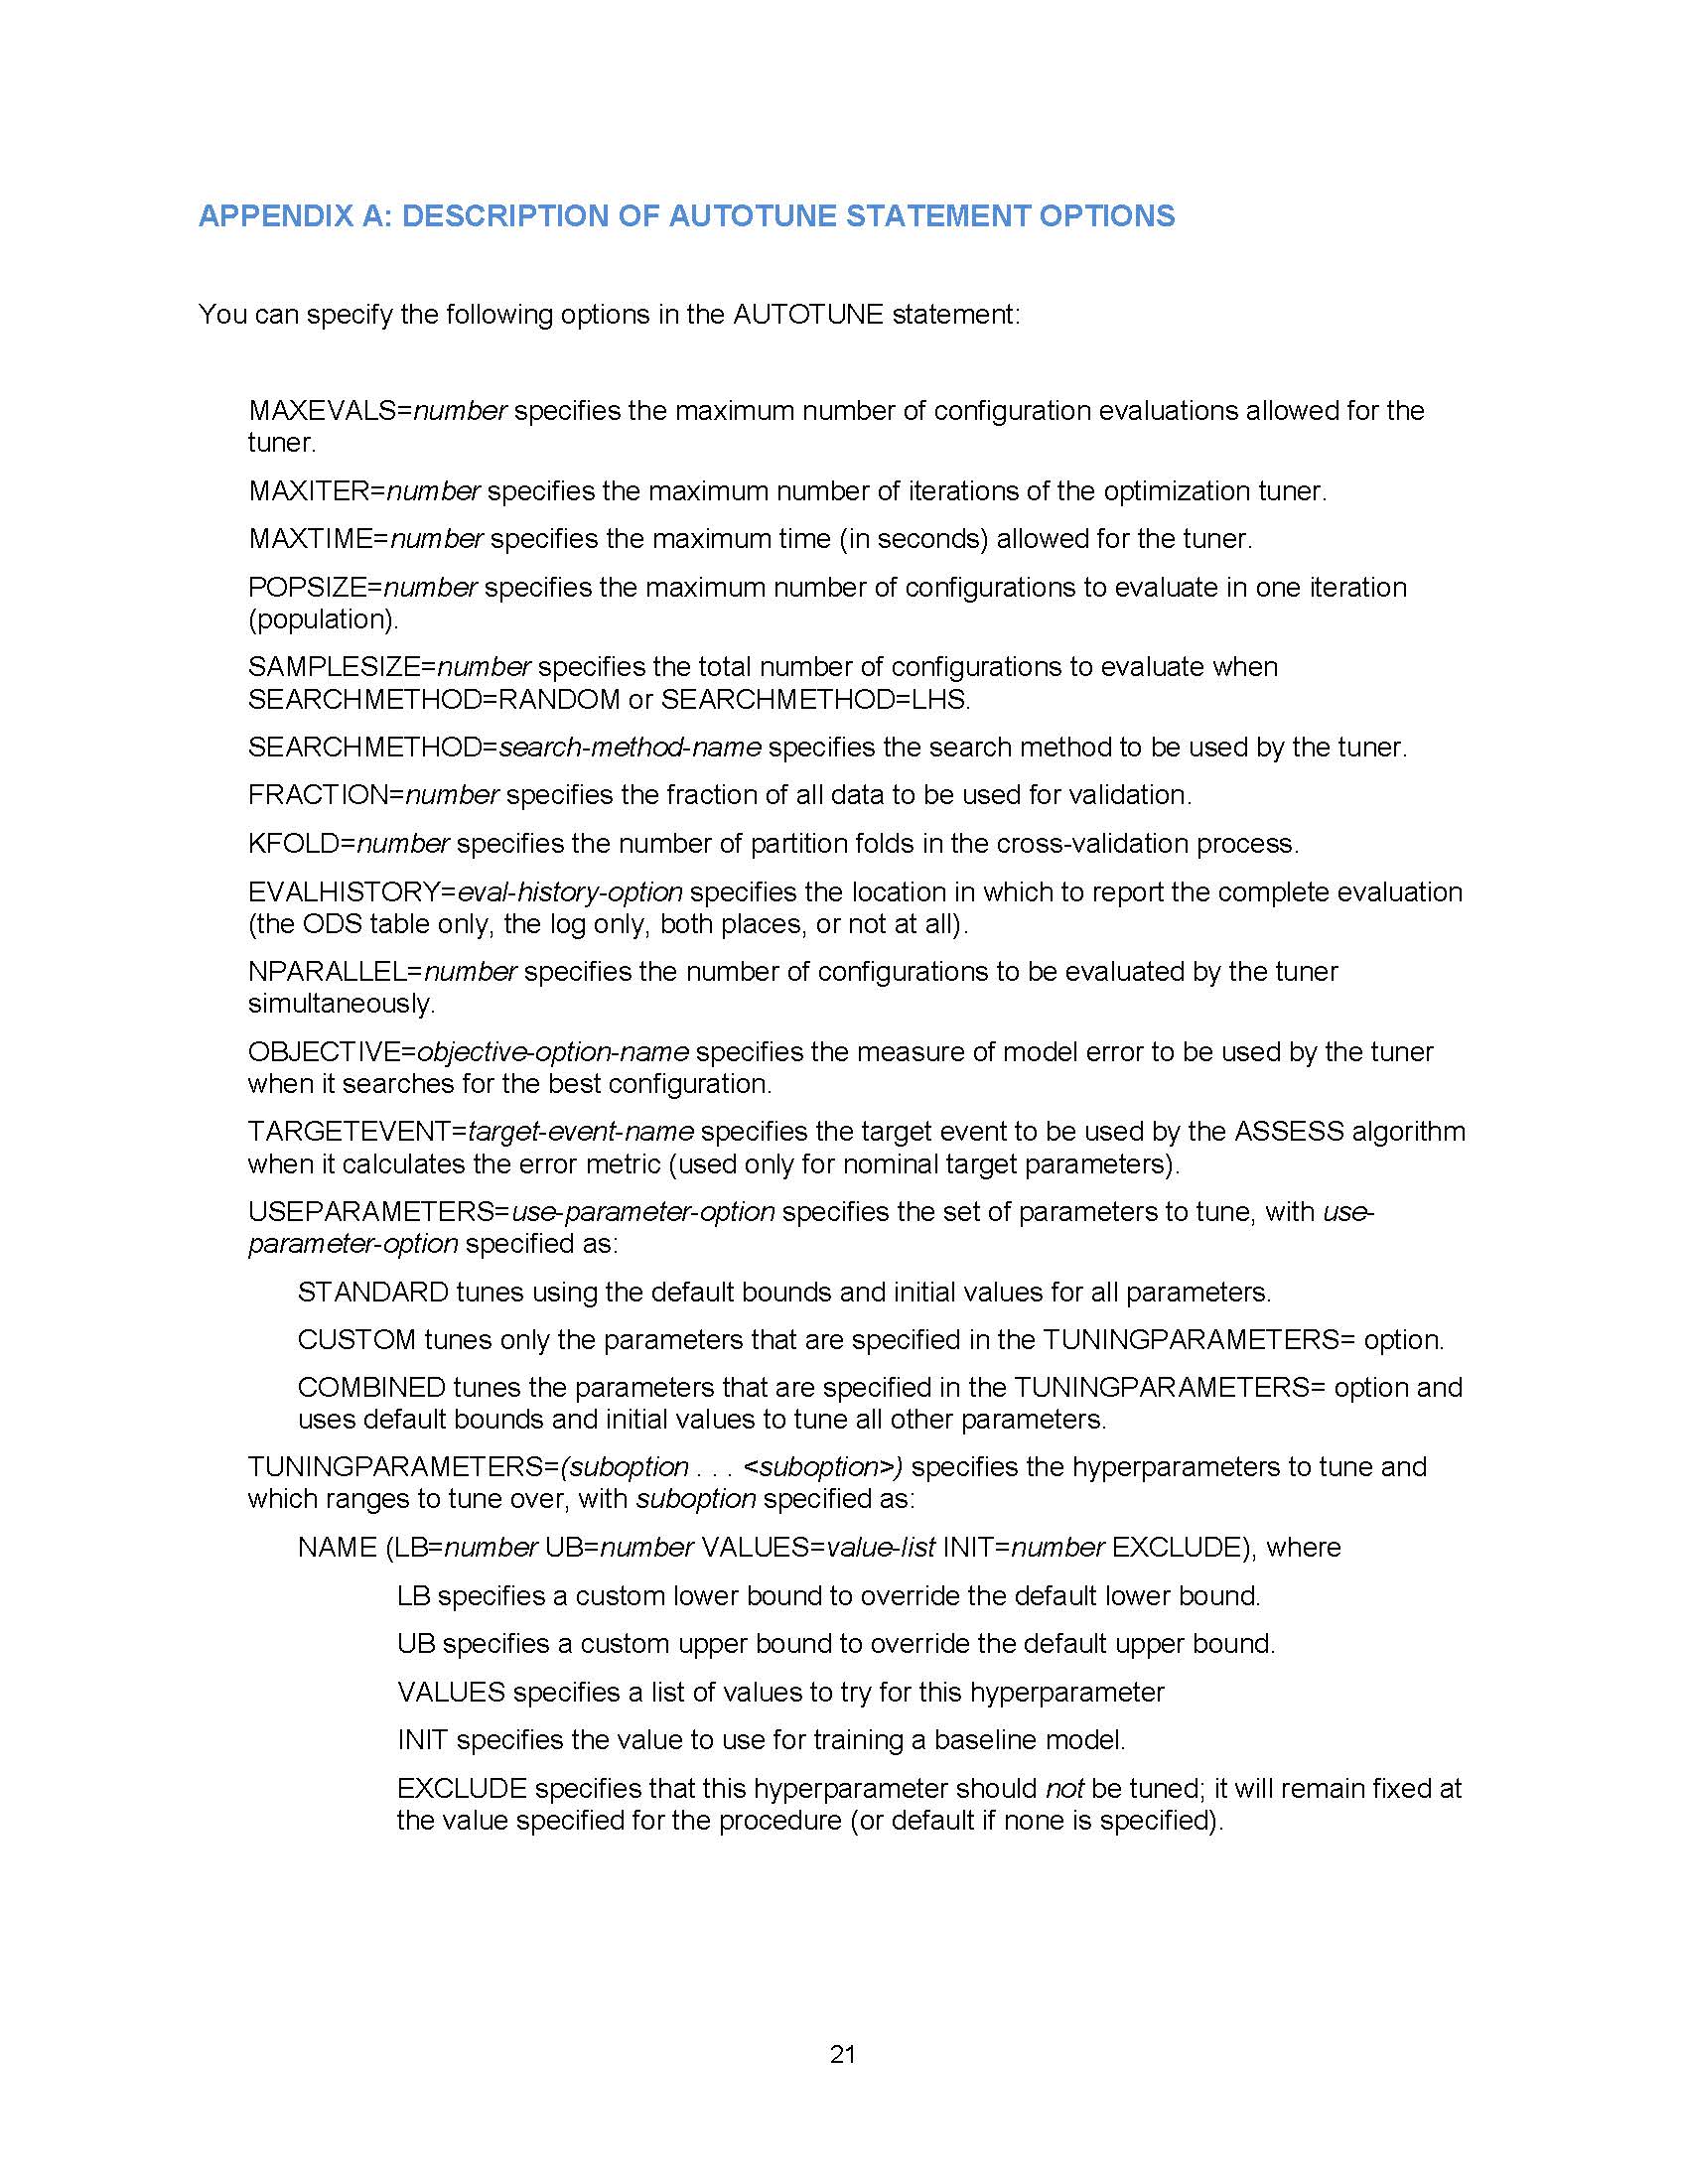 APPENDIX A: DESCRIPTION OF AUTOTUNE STATEMENT OPTIONS
You can specify the following options in the AUTOTUNE statement:
MAXEVALS=number specifies the maximum number of configuration evaluations allowed for the
tuner.
MAXITER=number specifies the maximum number of iterations of the optimization tuner.
MAXTIME=number specifies the maximum time (in seconds) allowed for the tuner.
POPSIZE=number specifies the maximum number of configurations to evaluate in one iteration
(population).
SAMPLESIZE=number specifies the total number of configurations to evaluate when
SEARCHMETHOD=RANDOM or SEARCHMETHOD=LHS.
SEARCHMETHOD=search-method-name specifies the search method to be used by the tuner.
FRACTION=number specifies the fraction of all data to be used for validation.
KFOLD=number specifies the number of partition folds in the cross-validation process.
EVALHISTORY=eval-history-option specifies the location in which to report the complete evaluation
(the ODS table only, the log only, both places, or not at all).
NPARALLEL=number specifies the number of configurations to be evaluated by the tuner
simultaneously.
OBJECTIVE=objective-option-name specifies the measure of model error to be used by the tuner
when it searches for the best configuration.
TARGETEVENT=target-event-name specifies the target event to be used by the ASSESS algorithm
when it calculates the error metric (used only for nominal target parameters).
USEPARAMETERS=use-parameter-option specifies the set of parameters to tune, with use-
parameter-option specified as:
STANDARD tunes using the default bounds and initial values for all parameters.
CUSTOM tunes only the parameters that are specified in the TUNINGPARAMETERS= option.
COMBINED tunes the parameters that are specified in the TUNINGPARAMETERS= option and
uses default bounds and initial values to tune all other parameters.
TUNINGPARAMETERS=(suboption . . . <suboption>) specifies the hyperparameters to tune and
which ranges to tune over, with suboption specified as:
NAME (LB=number UB=number VALUES=value-list INIT=number EXCLUDE), where
LB specifies a custom lower bound to override the default lower bound.
UB specifies a custom upper bound to override the default upper bound.
VALUES specifies a list of values to try for this hyperparameter
INIT specifies the value to use for training a baseline model.
EXCLUDE specifies that this hyperparameter should not be tuned; it will remain fixed at
the value specified for the procedure (or default if none is specified).
21